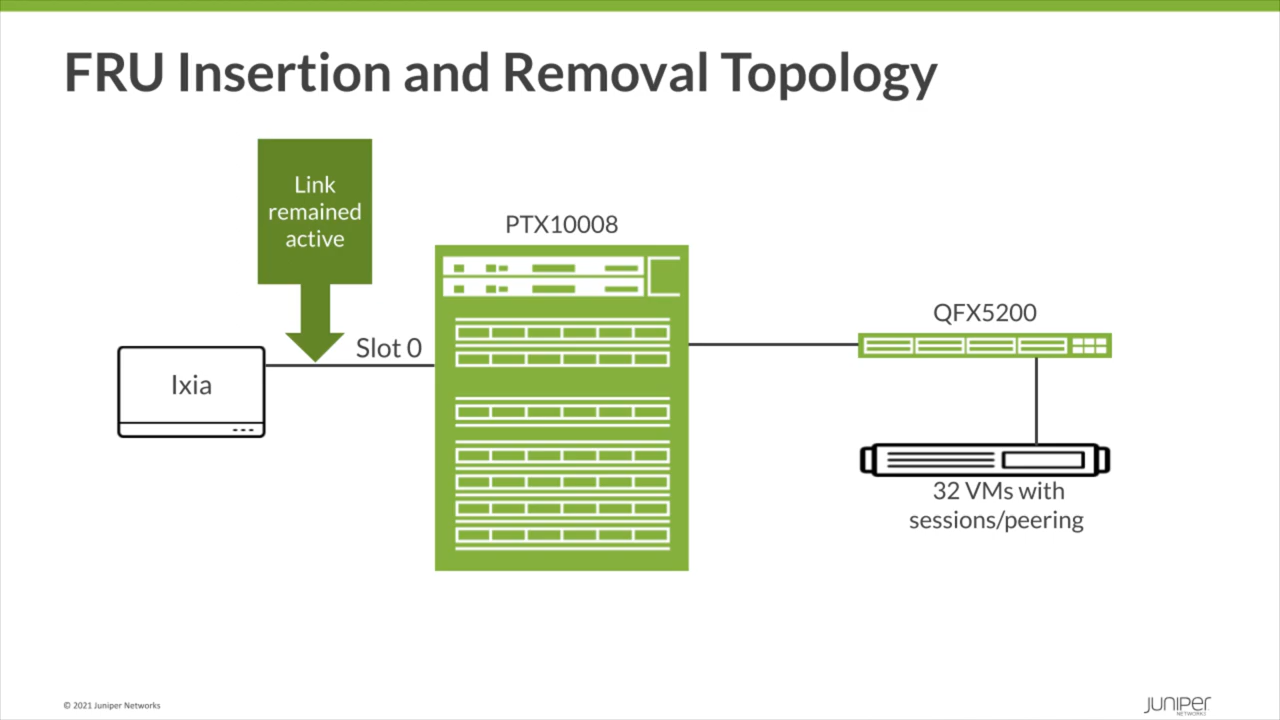 FRU Insertion and Removal Topology
Link
remained
active
PTX10008
QFX5200
Slot 0
Ixia
32 VMs with
sessions/peering
© 2021 Juniper Networks
JUNIPER
NETWORKS